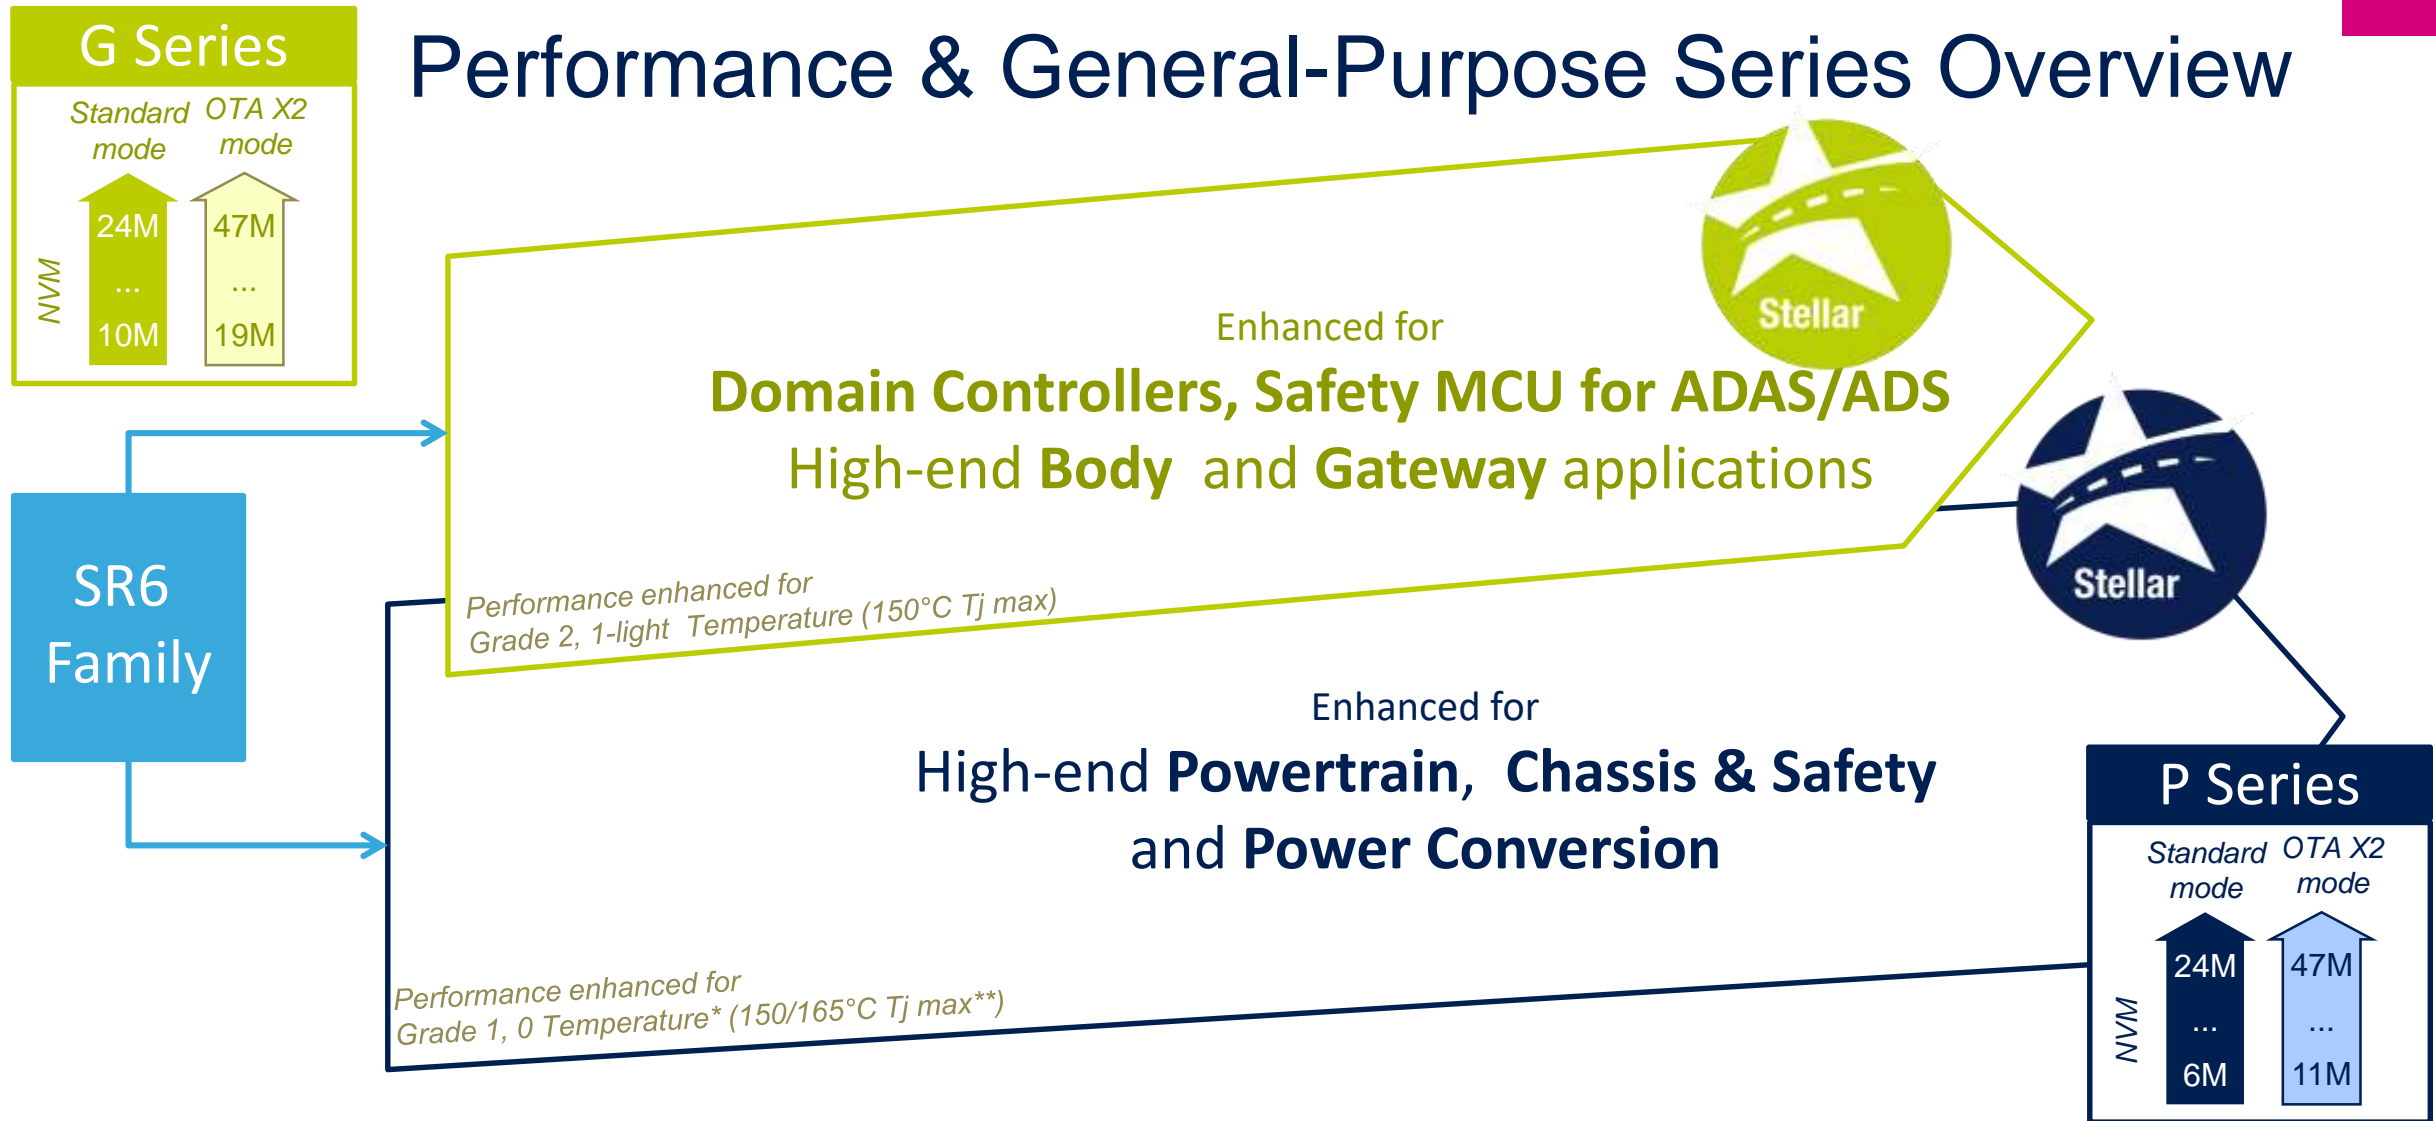 Performance & General-Purpose Series Overview
G Series
Standard mode
OTA X2 mode
NVM
24M
...
10M
47M
...
19M
Stellar
Enhanced for
Domain Controllers, Safety MCU for ADAS/ADS
High-end Body and Gateway applications
Performance enhanced for
Grade 2, 1-light Temperature (150°C Tj max)
SR6
Family
Stellar
Enhanced for
High-end Powertrain, Chassis & Safety
and Power Conversion
Performance enhanced for
Grade 1, 0 Temperature* (150/165°C Tj max**)
P Series
Standard mode
OTA X2 mode
NVM
24M
...
6M
47M
...
11M